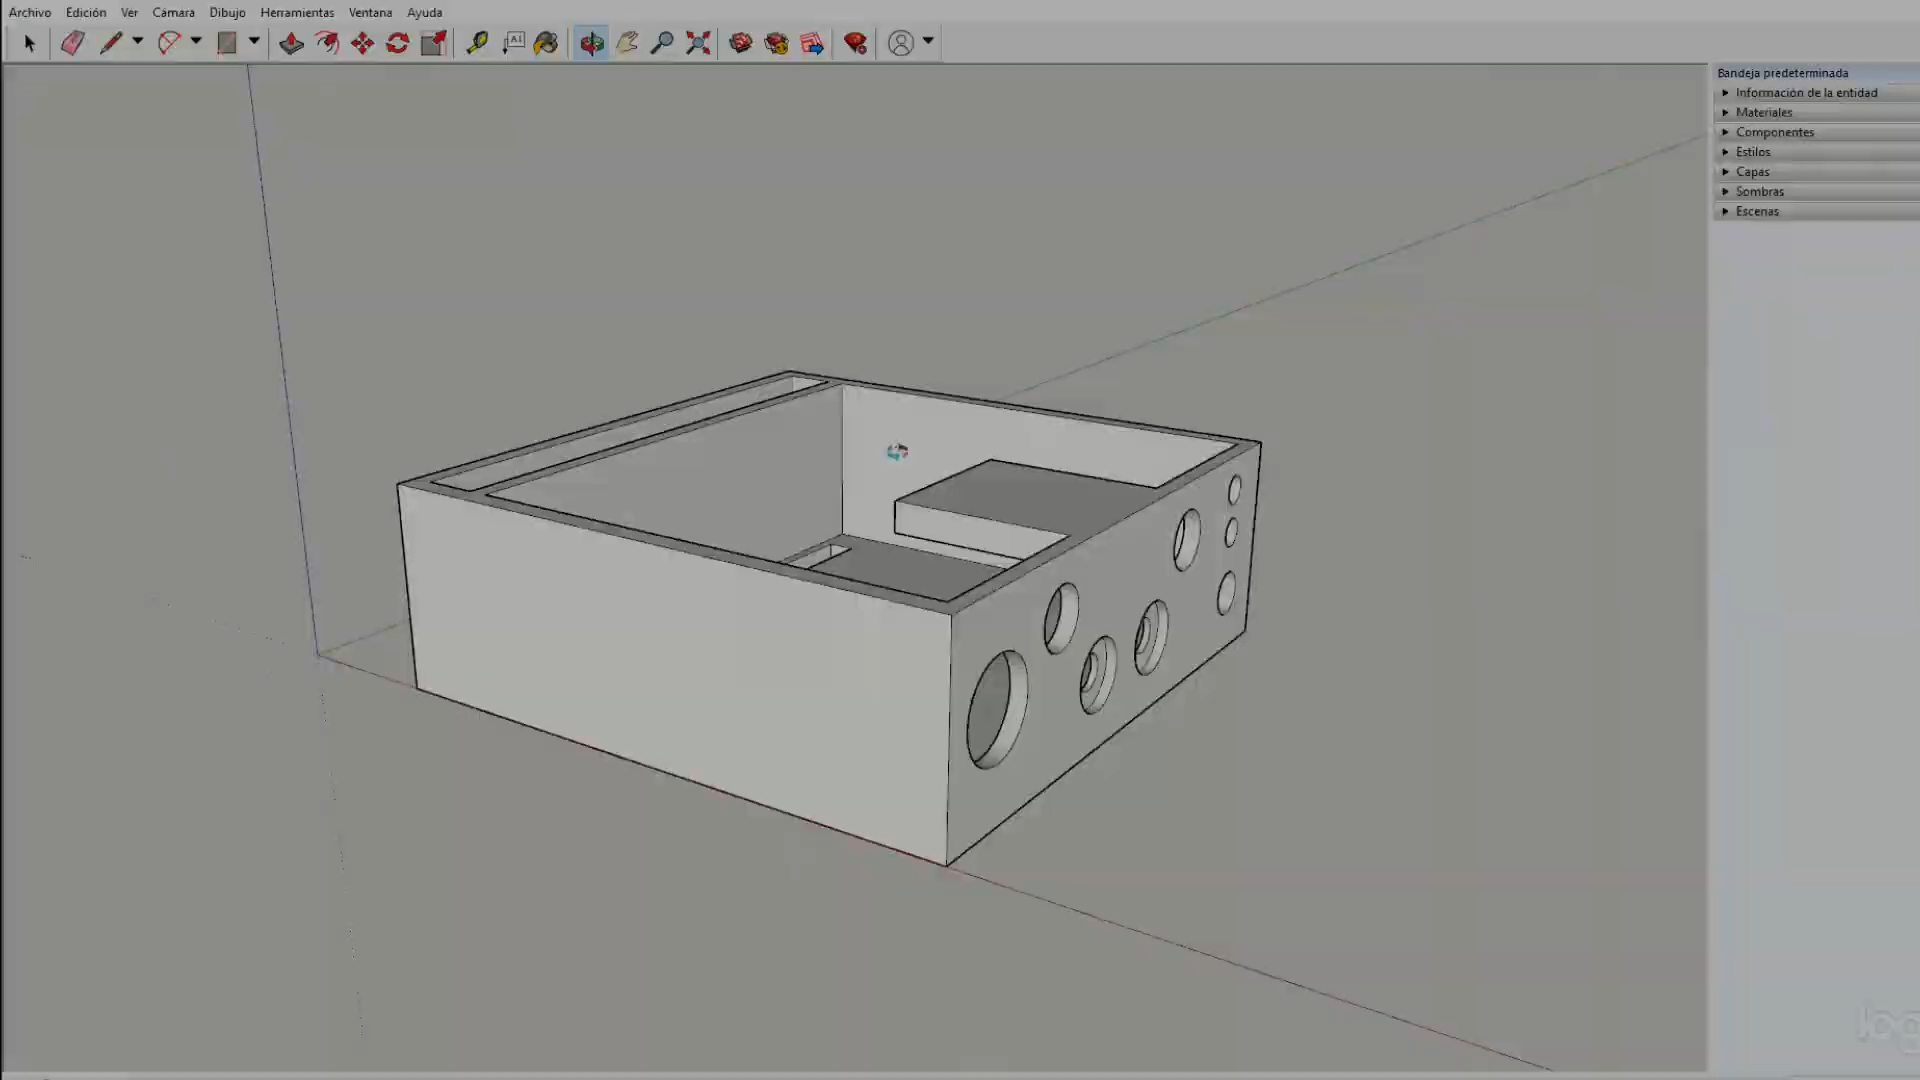 Archivo Edición Ver Cámara Dibujo Herramientas Ventana Ayuda
A1
Bandeja predeterminada
Información de la entidad
Materiales
Componentes
Estilos
Capas
Sombras
Escenas